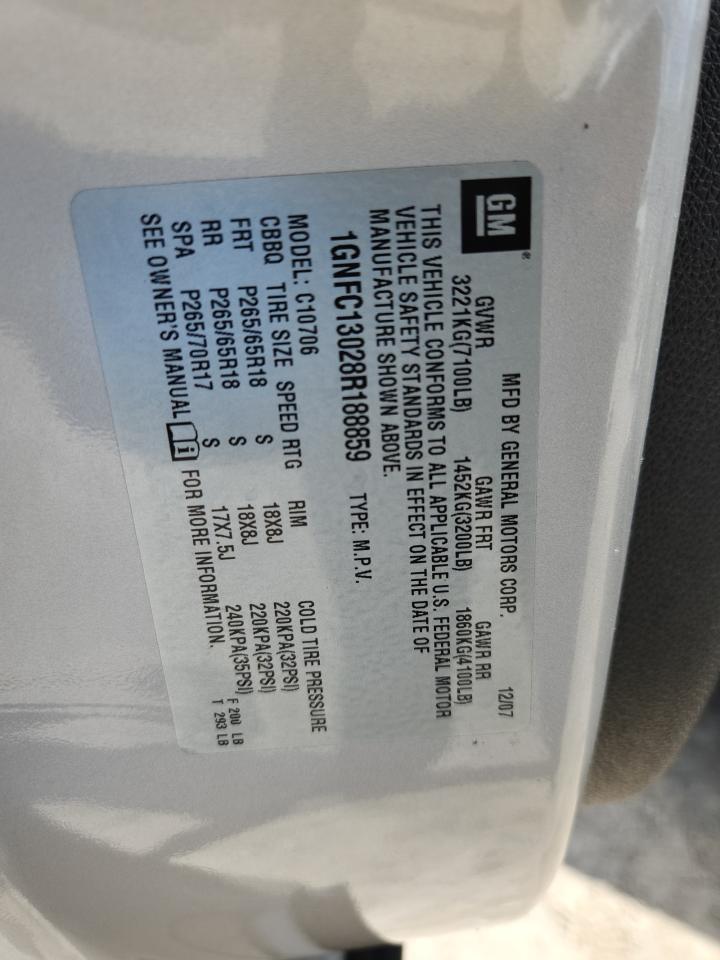 GM®
MFD BY GENERAL MOTORS CORP. 12/07
GVWR GAWR FRT GAWR RR
3221KG(7100LB) 1452KG(3200LB) 1860KG(4100LB)
THIS VEHICLE CONFORMS TO ALL APPLICABLE U.S. FEDERAL MOTOR
VEHICLE SAFETY STANDARDS IN EFFECT ON THE DATE OF
MANUFACTURE SHOWN ABOVE.
1GNFC13028R188859 TYPE: M.P.V.
MODEL: C10706
CBBQ TIRE SIZE SPEED RTG RIM COLD TIRE PRESSURE
FRT P265/65R18 S 18X8J 220KPA(32PSI)
RR P265/65R18 S 18X8J 220KPA(32PSI)
SPA P265/70R17 S 17X7.5J 240KPA(35PSI) F 200 LB
T 293 LB
SEE OWNER'S MANUAL i FOR MORE INFORMATION.